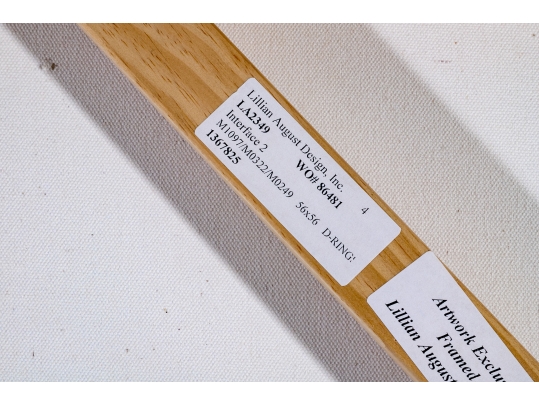 Lillian August Design, Inc. 4
LA2349 WO# 86481
Interface 2
M1097/M0322/M0249 56x56 D-RING
1367825
Artwork Exclu
Framed
Lillian August